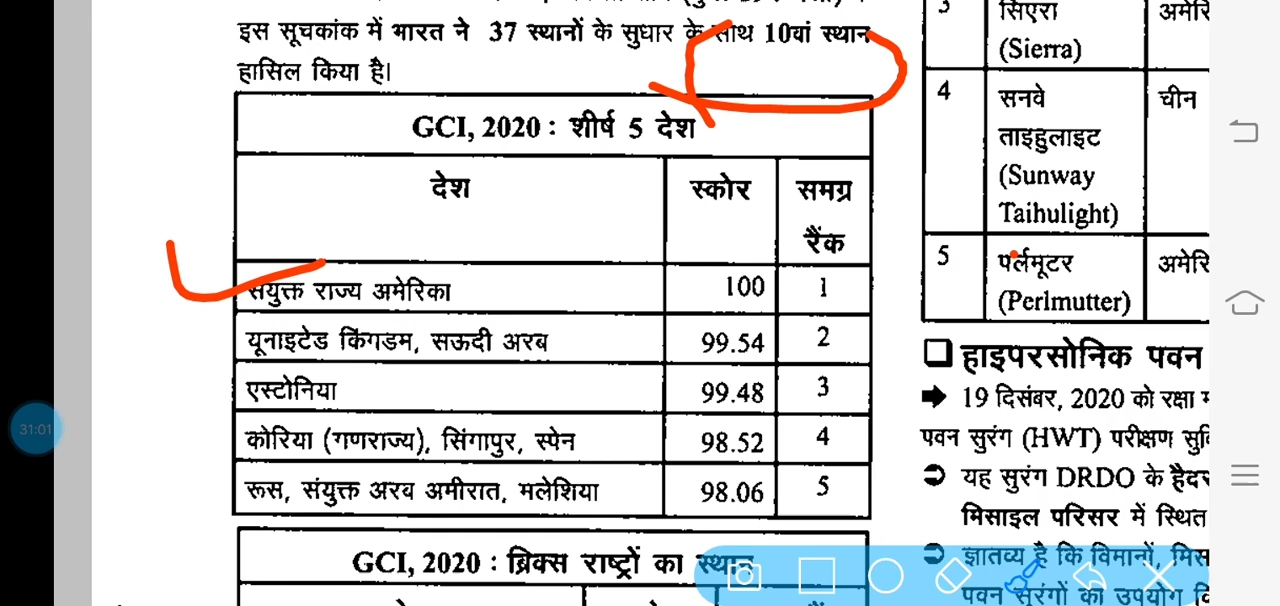 इस सूचकांक में भारत ने 37 स्थानों के सुधार के साथ 10वां स्थान
हासिल किया है।
GCI, 2020 : शीर्ष 5 देश
देश स्कोर समग्र रैंक
संयुक्त राज्य अमेरिका 100 1
यूनाइटेड किंगडम, सऊदी अरब 99.54 2
एस्टोनिया 99.48 3
कोरिया (गणराज्य), सिंगापुर, स्पेन 98.52 4
रूस, संयुक्त अरब अमीरात, मलेशिया 98.06 5
GCI, 2020 : ब्रिक्स राष्ट्रों का स्थान
3 सिएरा
(Sierra)
4 सनवे चीन
ताइहुलाइट
(Sunway
Taihulight)
5 पर्लमूटर
(Perlmutter)
हाइपरसोनिक पवन
19 दिसंबर, 2020 को रक्षा
पवन सुरंग (HWT) परीक्षण
यह सुरंग DRDO के
मिसाइल परिसर में स्थित
ज्ञातव्य है कि विमानों,
पवन सुरंगों का उपयोग
31:01